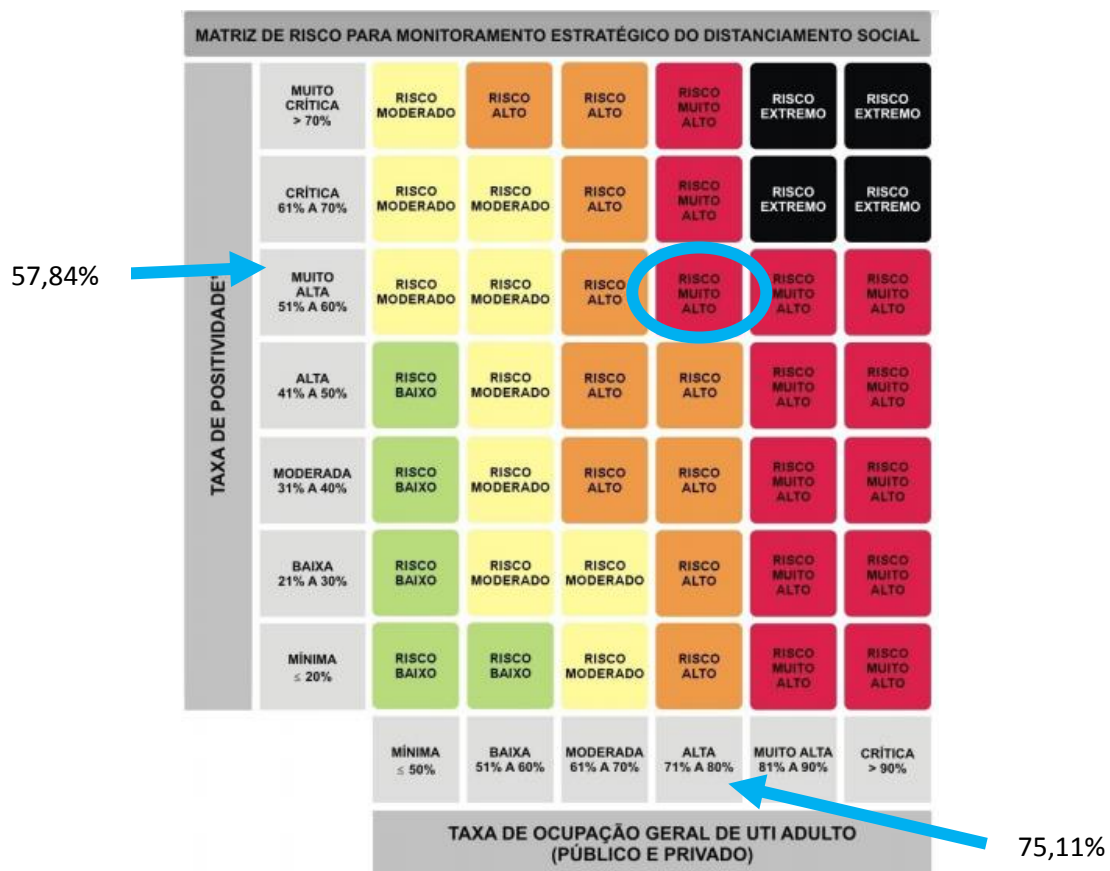 MATRIZ DE RISCO PARA MONITORAMENTO ESTRATÉGICO DO DISTANCIAMENTO SOCIAL
MUITO
CRÍTICA
> 70%
RISCO
MODERADO
RISCO
ALTO
RISCO
ALTO
RISCO
MUITO
ALTO
RISCO
EXTREMO
RISCO
EXTREMO
CRÍTICA
61% A 70%
RISCO
MODERADO
RISCO
MODERADO
RISCO
ALTO
RISCO
MUITO
ALTO
RISCO
EXTREMO
RISCO
EXTREMO
57,84%
TAXA DE POSITIVIDADE
MUITO
ALTA
51% A 60%
RISCO
MODERADO
RISCO
MODERADO
RISCO
ALTO
RISCO
MUITO
ALTO
RISCO
MUITO
ALTO
RISCO
MUITO
ALTO
ALTA
41% A 50%
RISCO
BAIXO
RISCO
MODERADO
RISCO
ALTO
RISCO
ALTO
RISCO
MUITO
ALTO
RISCO
MUITO
ALTO
MODERADA
31% A 40%
RISCO
BAIXO
RISCO
MODERADO
RISCO
ALTO
RISCO
ALTO
RISCO
MUITO
ALTO
RISCO
MUITO
ALTO
BAIXA
21% A 30%
RISCO
BAIXO
RISCO
MODERADO
RISCO
MODERADO
RISCO
ALTO
RISCO
MUITO
ALTO
RISCO
MUITO
ALTO
MÍNIMA
≤ 20%
RISCO
BAIXO
RISCO
BAIXO
RISCO
MODERADO
RISCO
ALTO
RISCO
MUITO
ALTO
RISCO
MUITO
ALTO
MÍNIMA
≤ 50%
BAIXA
51% A 60%
MODERADA
61% A 70%
ALTA
71% A 80%
MUITO ALTA
81% A 90%
CRÍTICA
> 90%
TAXA DE OCUPAÇÃO GERAL DE UTI ADULTO
(PÚBLICO E PRIVADO)
75,11%